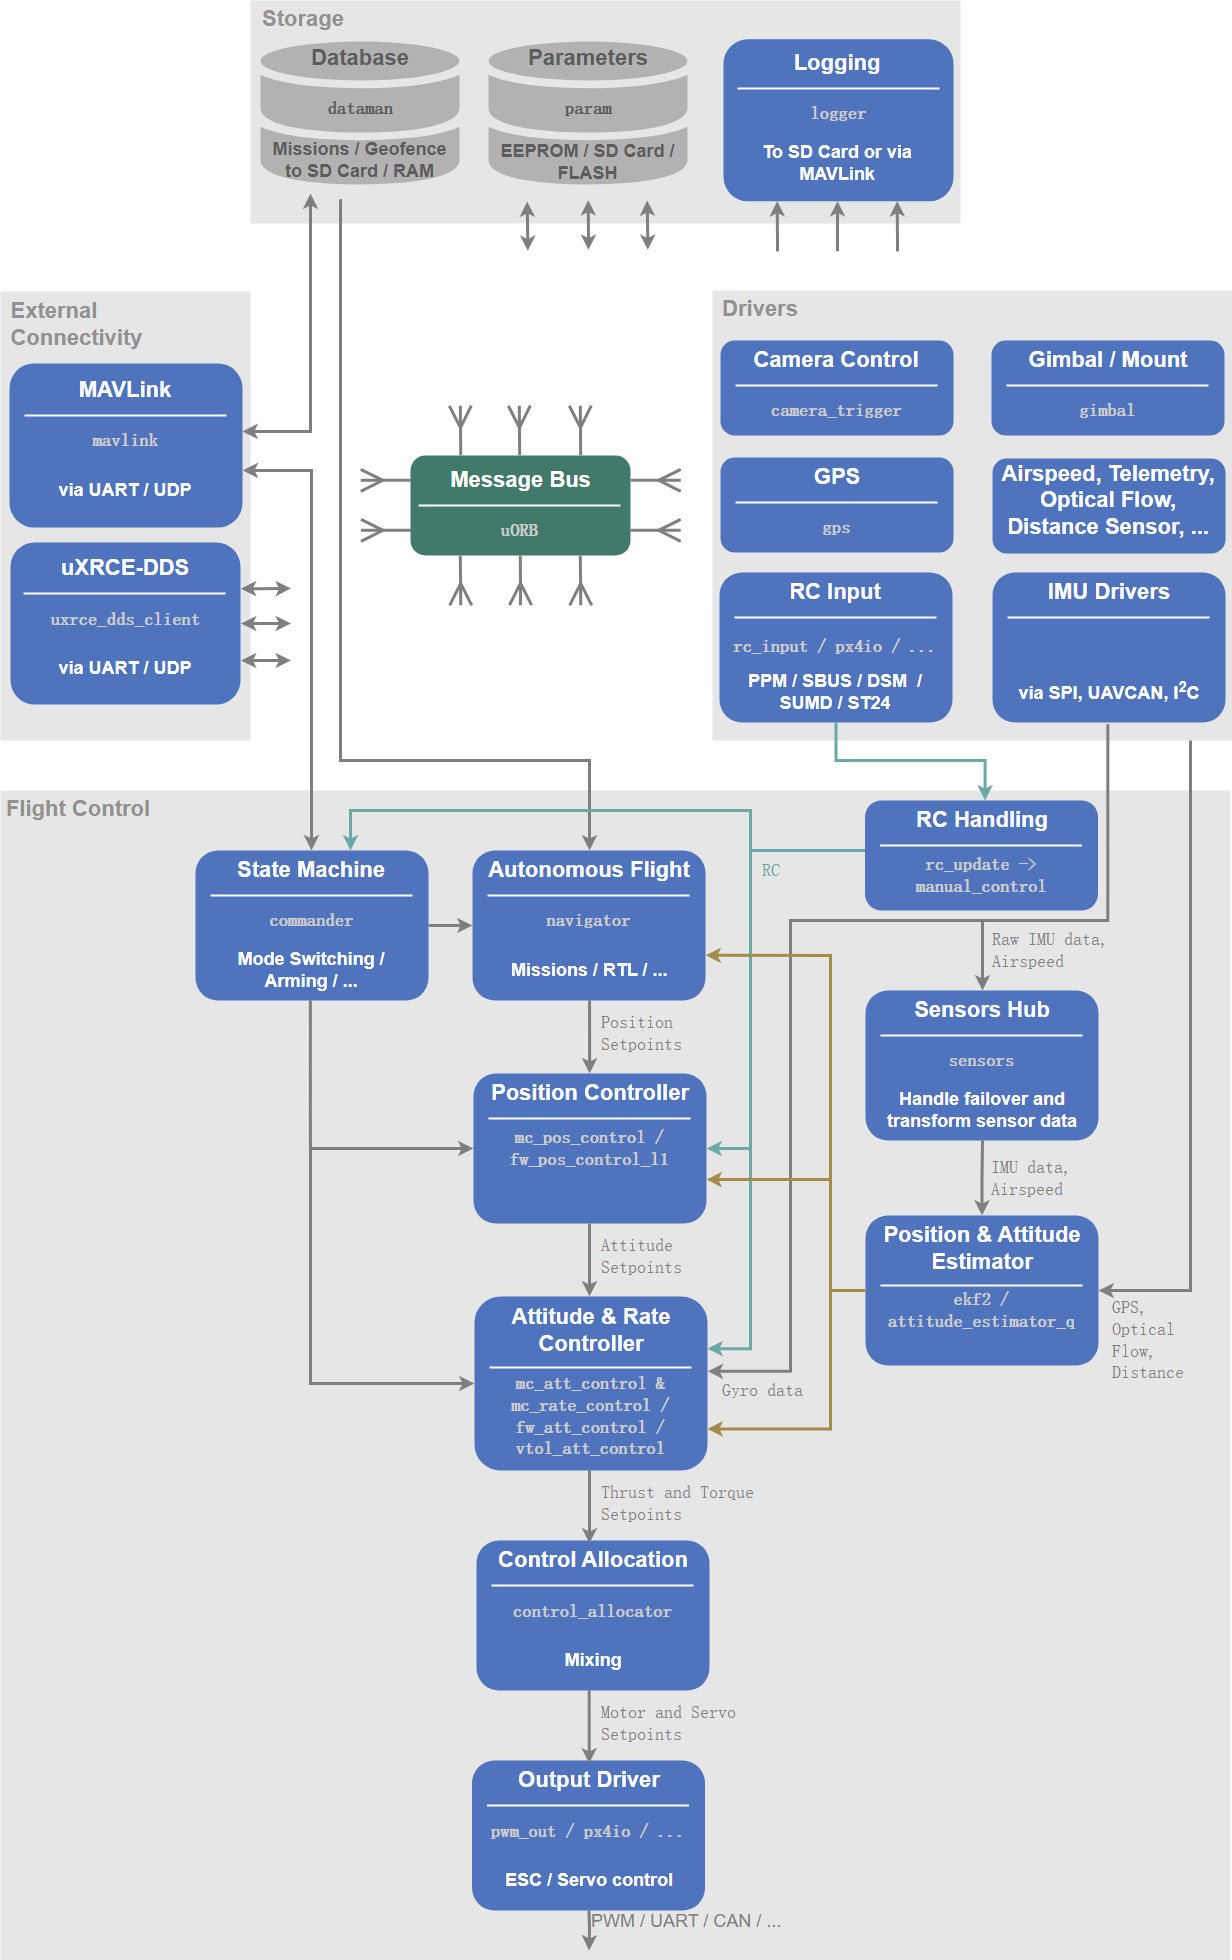 Storage
Database
dataman
Missions / Geofence
to SD Card / RAM
Parameters
param
EEPROM / SD Card /
FLASH
Logging
logger
To SD Card or via
MAVLink
External
Connectivity
MAVLink
mavlink
via UART / UDP
uXRCE-DDS
uxrce_dds_client
via UART / UDP
Message Bus
uORB
Drivers
Camera Control
camera_trigger
Gimbal / Mount
gimbal
GPS
gps
Airspeed, Telemetry,
Optical Flow,
Distance Sensor, ...
RC Input
rc_input / px4io / ...
PPM / SBUS / DSM /
SUMD / ST24
IMU Drivers
via SPI, UAVCAN, I²C
Flight Control
RC Handling
rc_update ->
manual_control
RC
State Machine
commander
Mode Switching /
Arming / ...
Autonomous Flight
navigator
Missions / RTL / ...
Raw IMU data,
Airspeed
Sensors Hub
sensors
Handle failover and
transform sensor data
Position
Setpoints
Position Controller
mc_pos_control /
fw_pos_control_l1
IMU data,
Airspeed
Position & Attitude
Estimator
ekf2 /
attitude_estimator_q
Attitude
Setpoints
GPS,
Optical
Flow,
Distance
Attitude & Rate
Controller
mc_att_control &
mc_rate_control /
fw_att_control /
vtol_att_control
Gyro data
Thrust and Torque
Setpoints
Control Allocation
control_allocator
Mixing
Motor and Servo
Setpoints
Output Driver
pwm_out / px4io / ...
ESC / Servo control
PWM / UART / CAN / ...